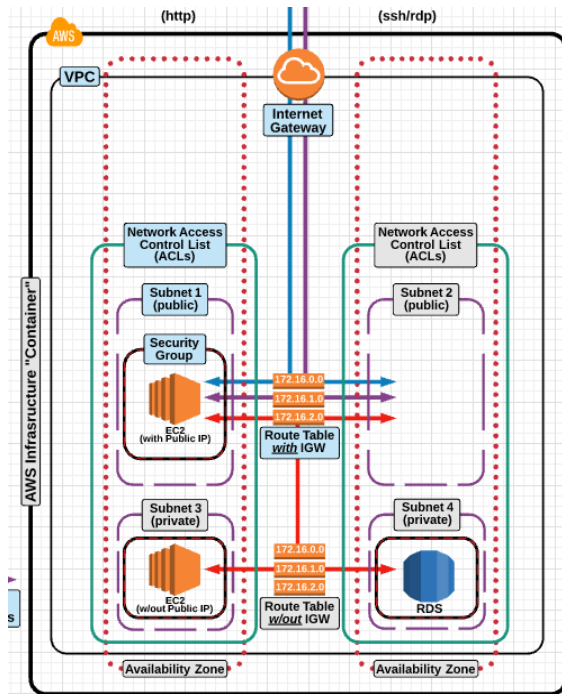 (http)
(ssh/rdp)
AWS
VPC
Internet
Gateway
Network Access
Control List
(ACLs)
Network Access
Control List
(ACLs)
Subnet 1
(public)
Subnet 2
(public)
Security
Group
172.16.0.0
172.16.1.0
172.16.2.0
EC2
(with Public IP)
Route Table
with IGW
AWS Infrasructure "Container"
Subnet 3
(private)
Subnet 4
(private)
172.16.0.0
172.16.1.0
172.16.2.0
EC2
(w/out Public IP)
RDS
Route Table
w/out IGW
Availability Zone
Availability Zone